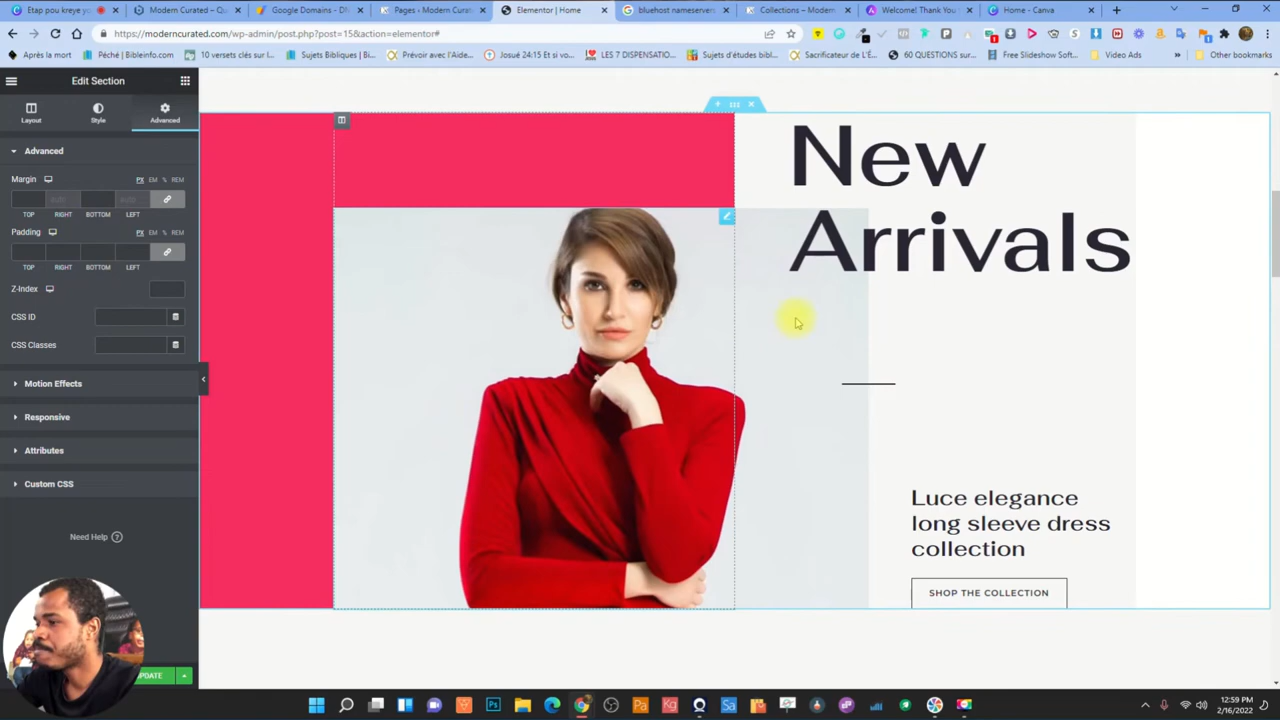 Etap pou kreye yo
Modern Curated – Qu
Google Domains - DN
Pages ‹ Modern Curat
Elementor | Home
bluehost nameservers
Collections – Modern
Welcome! Thank You
Home - Canva
https://moderncurated.com/wp-admin/post.php?post=15&action=elementor#
Après la mort
Péché | Bibleinfo.com
10 versets clés sur l...
Sujets Bibliques | Bi...
Prévoir avec l'Aide...
Josué 24:15 Et si vo...
LES 7 DISPENSATIO...
Sujets d'études bibl...
Sacrificateur de l'É...
60 QUESTIONS sur...
Free Slideshow Soft...
Video Ads
»
Other bookmarks
Edit Section
Layout
Style
Advanced
Advanced
Margin
PX EM % REM
TOP RIGHT BOTTOM LEFT
Padding
PX EM % REM
TOP RIGHT BOTTOM LEFT
Z-Index
CSS ID
CSS Classes
Motion Effects
Responsive
Attributes
Custom CSS
Need Help
UPDATE
New
Arrivals
Luce elegance
long sleeve dress
collection
SHOP THE COLLECTION
12:59 PM
2/16/2022